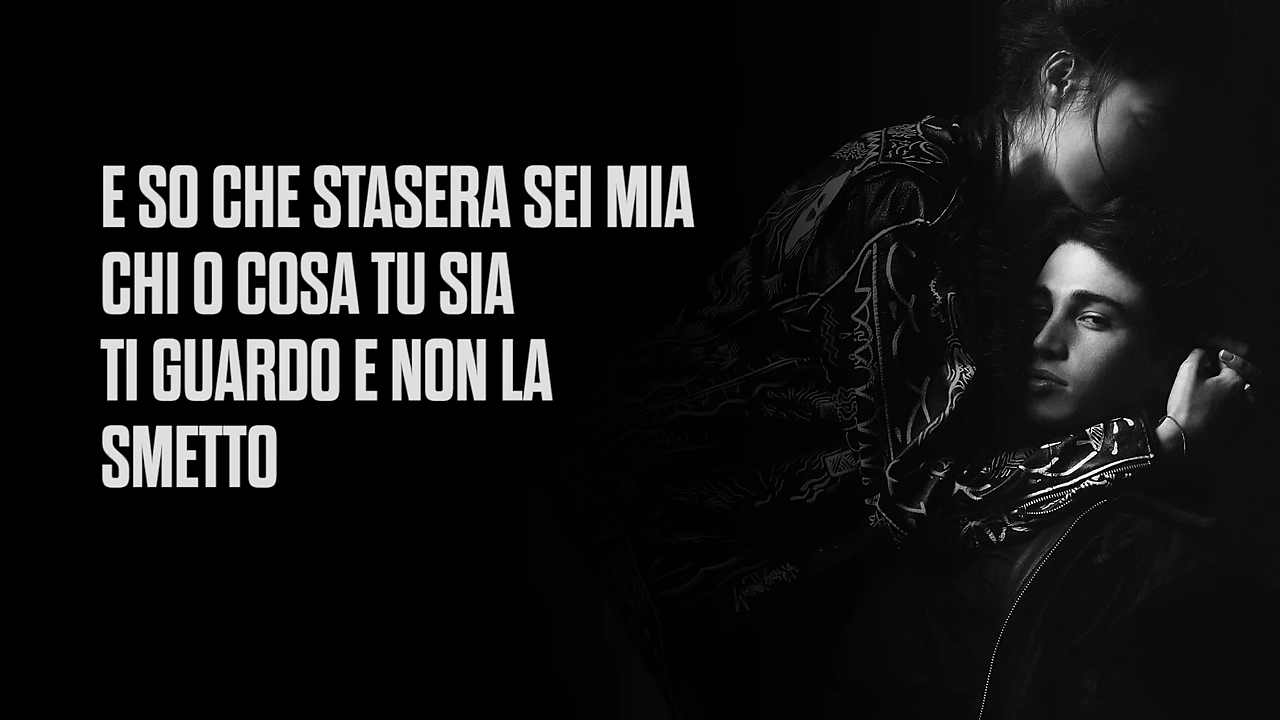 E SO CHE STASERA SEI MIA
CHI O COSA TU SIA
TI GUARDO E NON LA
SMETTO